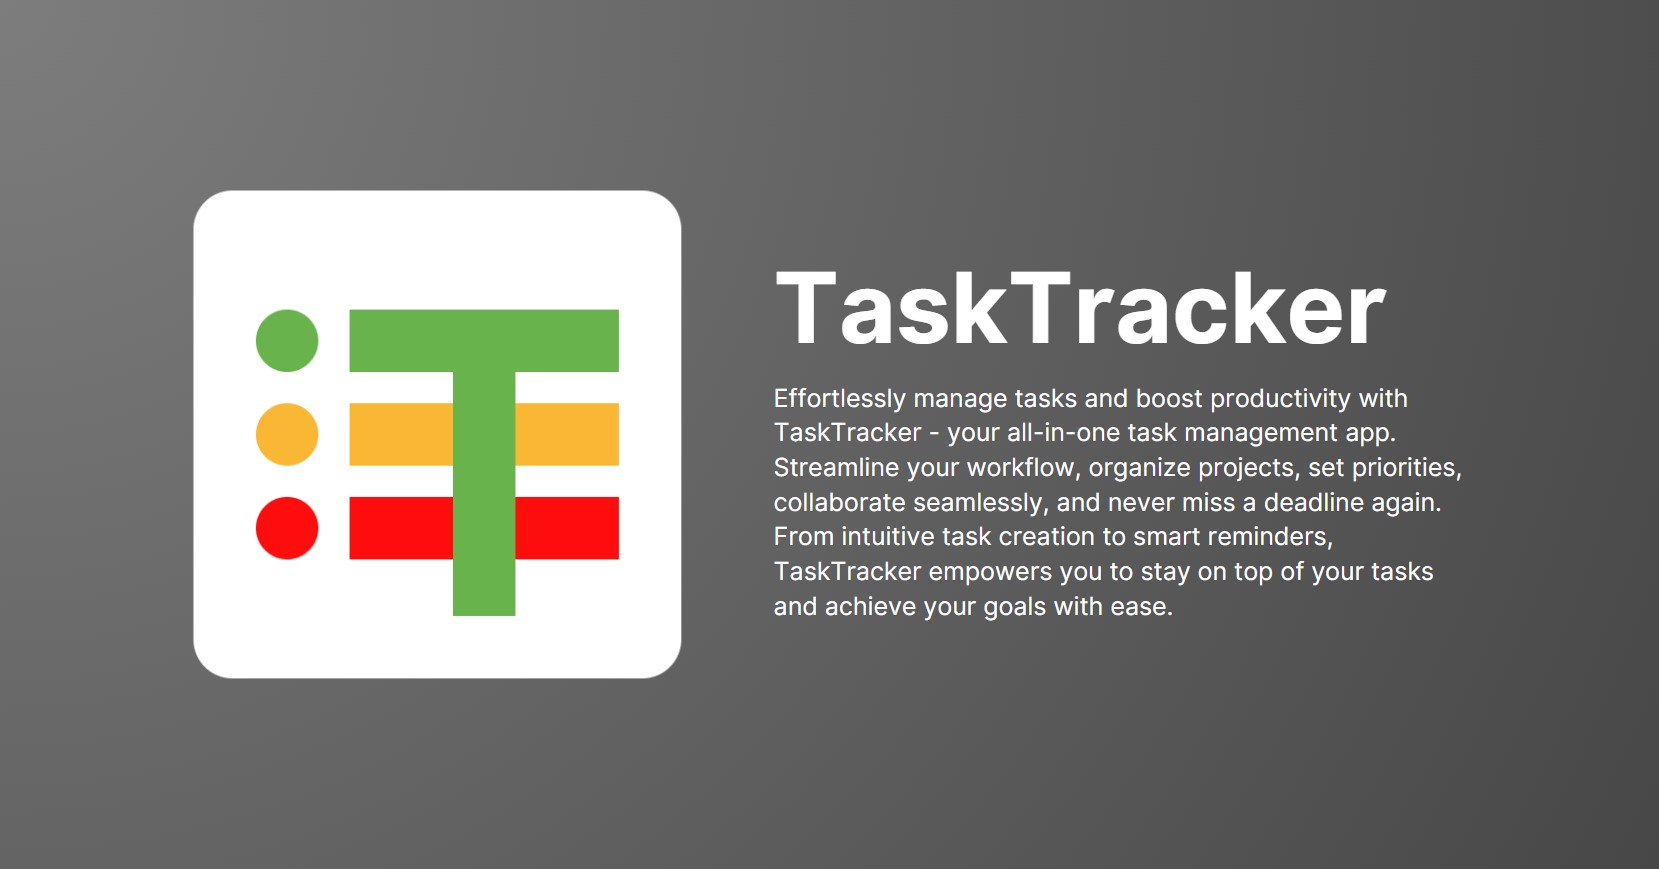 TaskTracker
Effortlessly manage tasks and boost productivity with
TaskTracker - your all-in-one task management app.
Streamline your workflow, organize projects, set priorities,
collaborate seamlessly, and never miss a deadline again.
From intuitive task creation to smart reminders,
TaskTracker empowers you to stay on top of your tasks
and achieve your goals with ease.